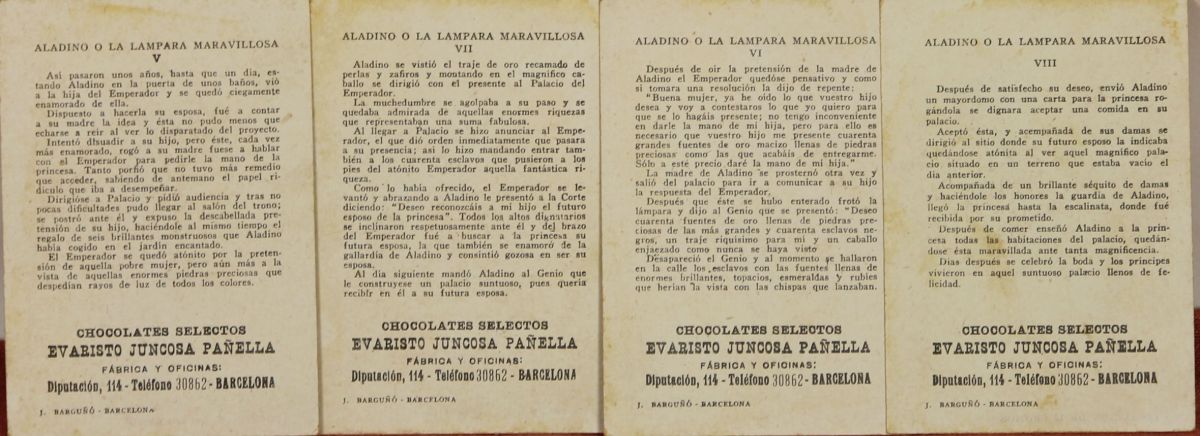 ALADINO O LA LAMPARA MARAVILLOSA
V
Así pasaron unos años, hasta que un dia, es-
tando Aladino en la puerta de unos baños, vió
a la hija del Emperador y se quedó ciegamente
enamorado de ella.
Dispuesto a hacerla su esposa, fué a contar
a su madre la idea y ésta no pudo menos que
echarse a reir al ver lo disparatado del proyecto.
Intentó disuadir a su hijo, pero éste, cada vez
más enamorado, rogó a su madre fuese a hablar
con el Emperador para pedirle la mano de la
princesa. Tanto porfió que no tuvo más remedio
que acceder, sabiendo de antemano el papel ri-
dículo que iba a desempeñar.
Dirigióse a Palacio y pidió audiencia y tras no
pocas dificultades pudo llegar al salón del trono;
se postró ante él y expuso la descabellada pre-
tensión de su hijo, haciéndole al mismo tiempo el
regalo de seis brillantes monstruosos que Aladino
había cogido en el jardín encantado.
El Emperador se quedó atónito por la preten-
sión de aquella pobre mujer, pero aún más a la
vista de aquellas enormes piedras preciosas que
despedían rayos de luz de todos los colores.
CHOCOLATES SELECTOS
EVARISTO JUNCOSA PAÑELLA
FÁBRICA Y OFICINAS:
Diputación, 114 - Teléfono 30862 - BARCELONA
J. BARGUÑÓ - BARCELONA
ALADINO O LA LAMPARA MARAVILLOSA
VII
Aladino se vistió el traje de oro recamado de
perlas y zafiros y montando en el magnífico ca-
ballo se dirigió con el presente al Palacio del
Emperador.
La muchedumbre se agolpaba a su paso y se
quedaba admirada de aquellas enormes riquezas
que representaban una suma fabulosa.
Al llegar a Palacio se hizo anunciar al Empe-
rador, el que dió orden inmediatamente que pasara
a su presencia; así lo hizo mandando entrar tam-
bién a los cuarenta esclavos que pusieron a los
pies del atónito Emperador aquella fantástica ri-
queza.
Como lo había ofrecido, el Emperador se le-
vantó y abrazando a Aladino le presentó a la Corte
diciendo: "Deseo reconozcáis a mi hijo el futuro
esposo de la princesa". Todos los altos dignatarios
se inclinaron respetuosamente ante él y del brazo
del Emperador fué a buscar a la princesa su
futura esposa, la que también se enamoró de la
gallardía de Aladino y consintió gozosa en ser su
esposa.
Al día siguiente mandó Aladino al Genio que
le construyese un palacio suntuoso, pues quería
recibir en él a su futura esposa.
CHOCOLATES SELECTOS
EVARISTO JUNCOSA PAÑELLA
FÁBRICA Y OFICINAS:
Diputación, 114 - Teléfono 30862 - BARCELONA
J. BARGUÑÓ - BARCELONA
ALADINO O LA LAMPARA MARAVILLOSA
VI
Después de oir la pretensión de la madre de
Aladino el Emperador quedóse pensativo y como
si tomara una resolución la dijo de repente:
"Buena mujer, ya he oído lo que vuestro hijo
desea y voy a contestaros lo que yo quiero para
que se lo hagáis presente; no tengo inconveniente
en darle la mano de mi hija, pero para ello es
necesario que vuestro hijo me presente cuarenta
grandes fuentes de oro macizo llenas de piedras
preciosas como las que acabáis de entregarme.
Sólo a este precio daré la mano de mi hija."
La madre de Aladino se prosternó otra vez y
salió del palacio para ir a comunicar a su hijo
la respuesta del Emperador.
Después que éste se hubo enterado frotó la
lámpara y dijo al Genio que se presentó: "Deseo
cuarenta fuentes de oro llenas de piedras pre-
ciosas de las más grandes y cuarenta esclavos ne-
gros, un traje riquísimo para mi y un caballo
enjaezado como nunca se haya visto
Desapareció el Genio y al momento se hallaron
en la calle los esclavos con las fuentes llenas de
enormes brillantes, topacios, esmeraldas y rubíes
que herían la vista con las chispas que lanzaban.
CHOCOLATES SELECTOS
EVARISTO JUNCOSA PAÑELLA
FÁBRICA Y OFICINAS:
Diputación, 114 - Teléfono 30862 - BARCELONA
J. BARGUÑÓ - BARCELONA
ALADINO O LA LAMPARA MARAVILLOSA
VIII
Después de satisfecho su deseo, envió Aladino
un mayordomo con una carta para la princesa ro-
gándola se dignara aceptar una comida en su
palacio.
Aceptó ésta, y acompañada de sus damas se
dirigió al sitio donde su futuro esposo la indicaba
quedándose atónita al ver aquel magnífico pala-
cio situado en un terreno que estaba vacío el
día anterior.
Acompañada de un brillante séquito de damas
y haciéndole los honores la guardia de Aladino,
llegó la princesa hasta la escalinata, donde fué
recibida por su prometido.
Después de comer enseñó Aladino a la prin-
cesa todas las habitaciones del palacio, quedán-
dose ésta maravillada ante tanta magnificencia.
Días después se celebró la boda y los príncipes
vivieron en aquel suntuoso palacio llenos de fe-
licidad.
CHOCOLATES SELECTOS
EVARISTO JUNCOSA PAÑELLA
FÁBRICA Y OFICINAS:
Diputación, 114 - Teléfono 30862 - BARCELONA
J. BARGUÑÓ - BARCELONA